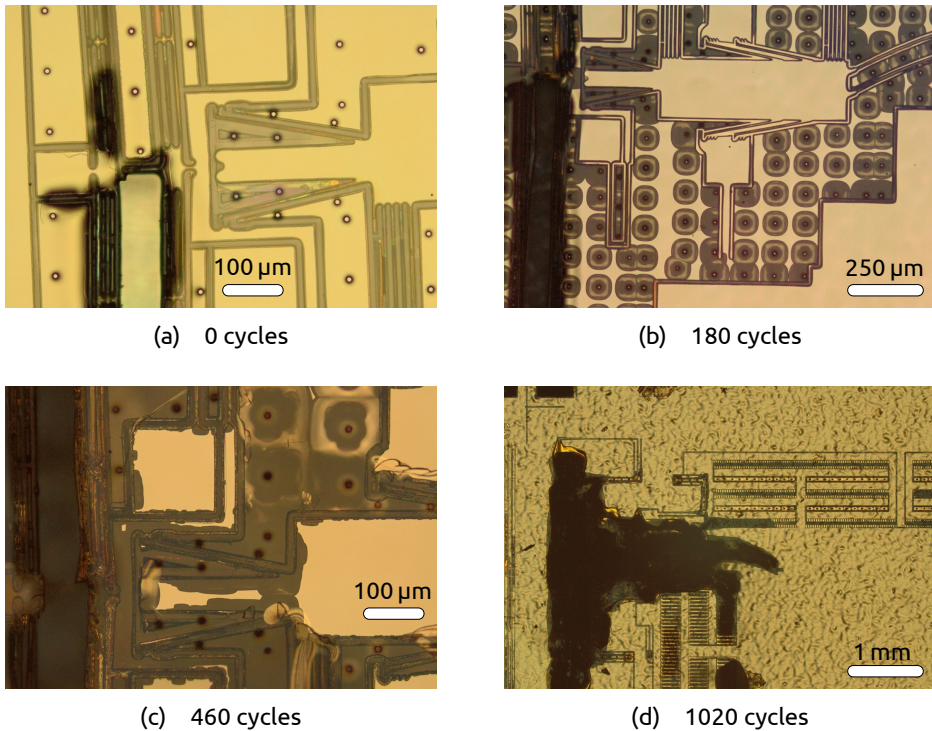 100 µm
250 µm
(a) 0 cycles
(b) 180 cycles
100 µm
1 mm
(c) 460 cycles
(d) 1020 cycles